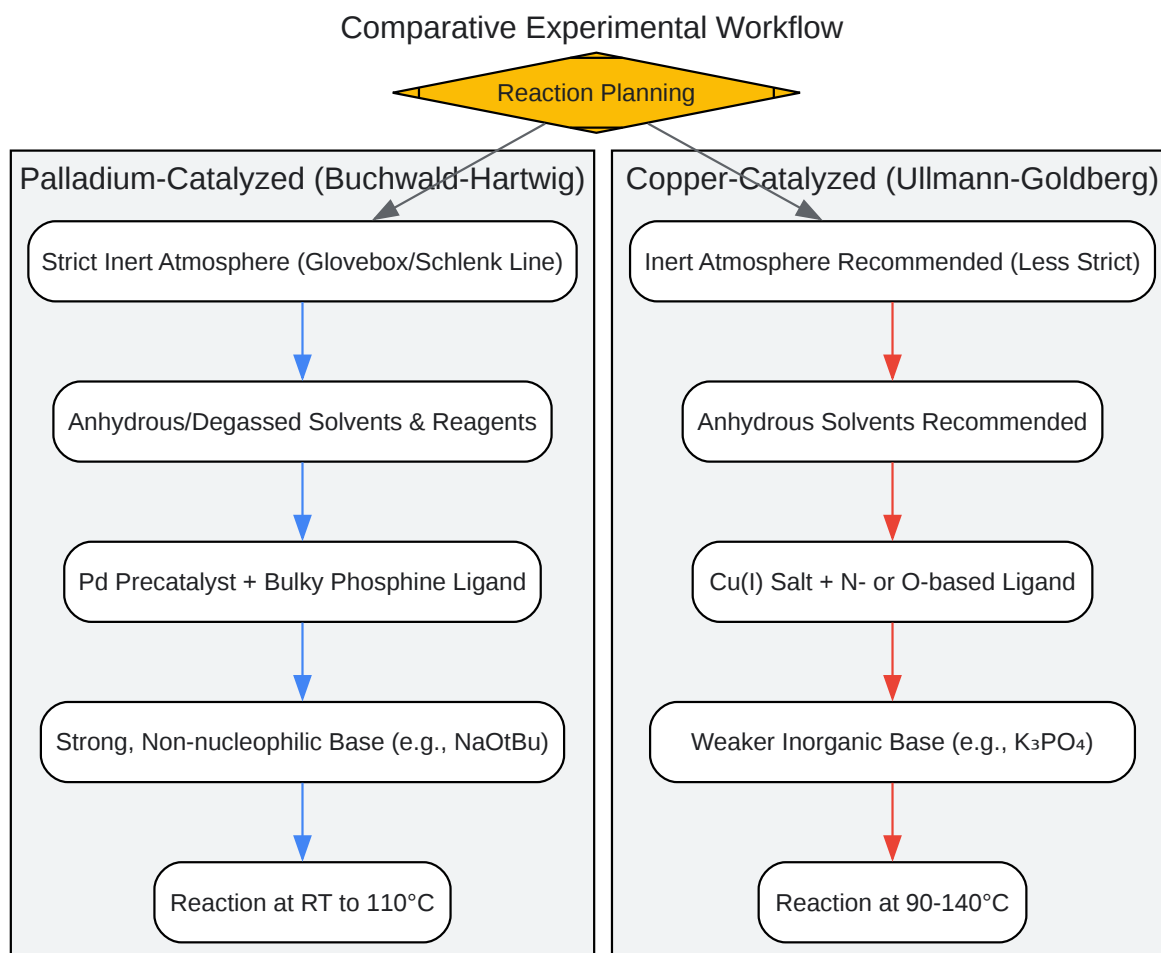 Comparative Experimental Workflow
Reaction Planning
Palladium-Catalyzed (Buchwald-Hartwig)
Strict Inert Atmosphere (Glovebox/Schlenk Line)
Anhydrous/Degassed Solvents & Reagents
Pd Precatalyst + Bulky Phosphine Ligand
Strong, Non-nucleophilic Base (e.g., NaOtBu)
Reaction at RT to 110°C
Copper-Catalyzed (Ullmann-Goldberg)
Inert Atmosphere Recommended (Less Strict)
Anhydrous Solvents Recommended
Cu(I) Salt + N- or O-based Ligand
Weaker Inorganic Base (e.g., K₃PO₄)
Reaction at 90-140°C